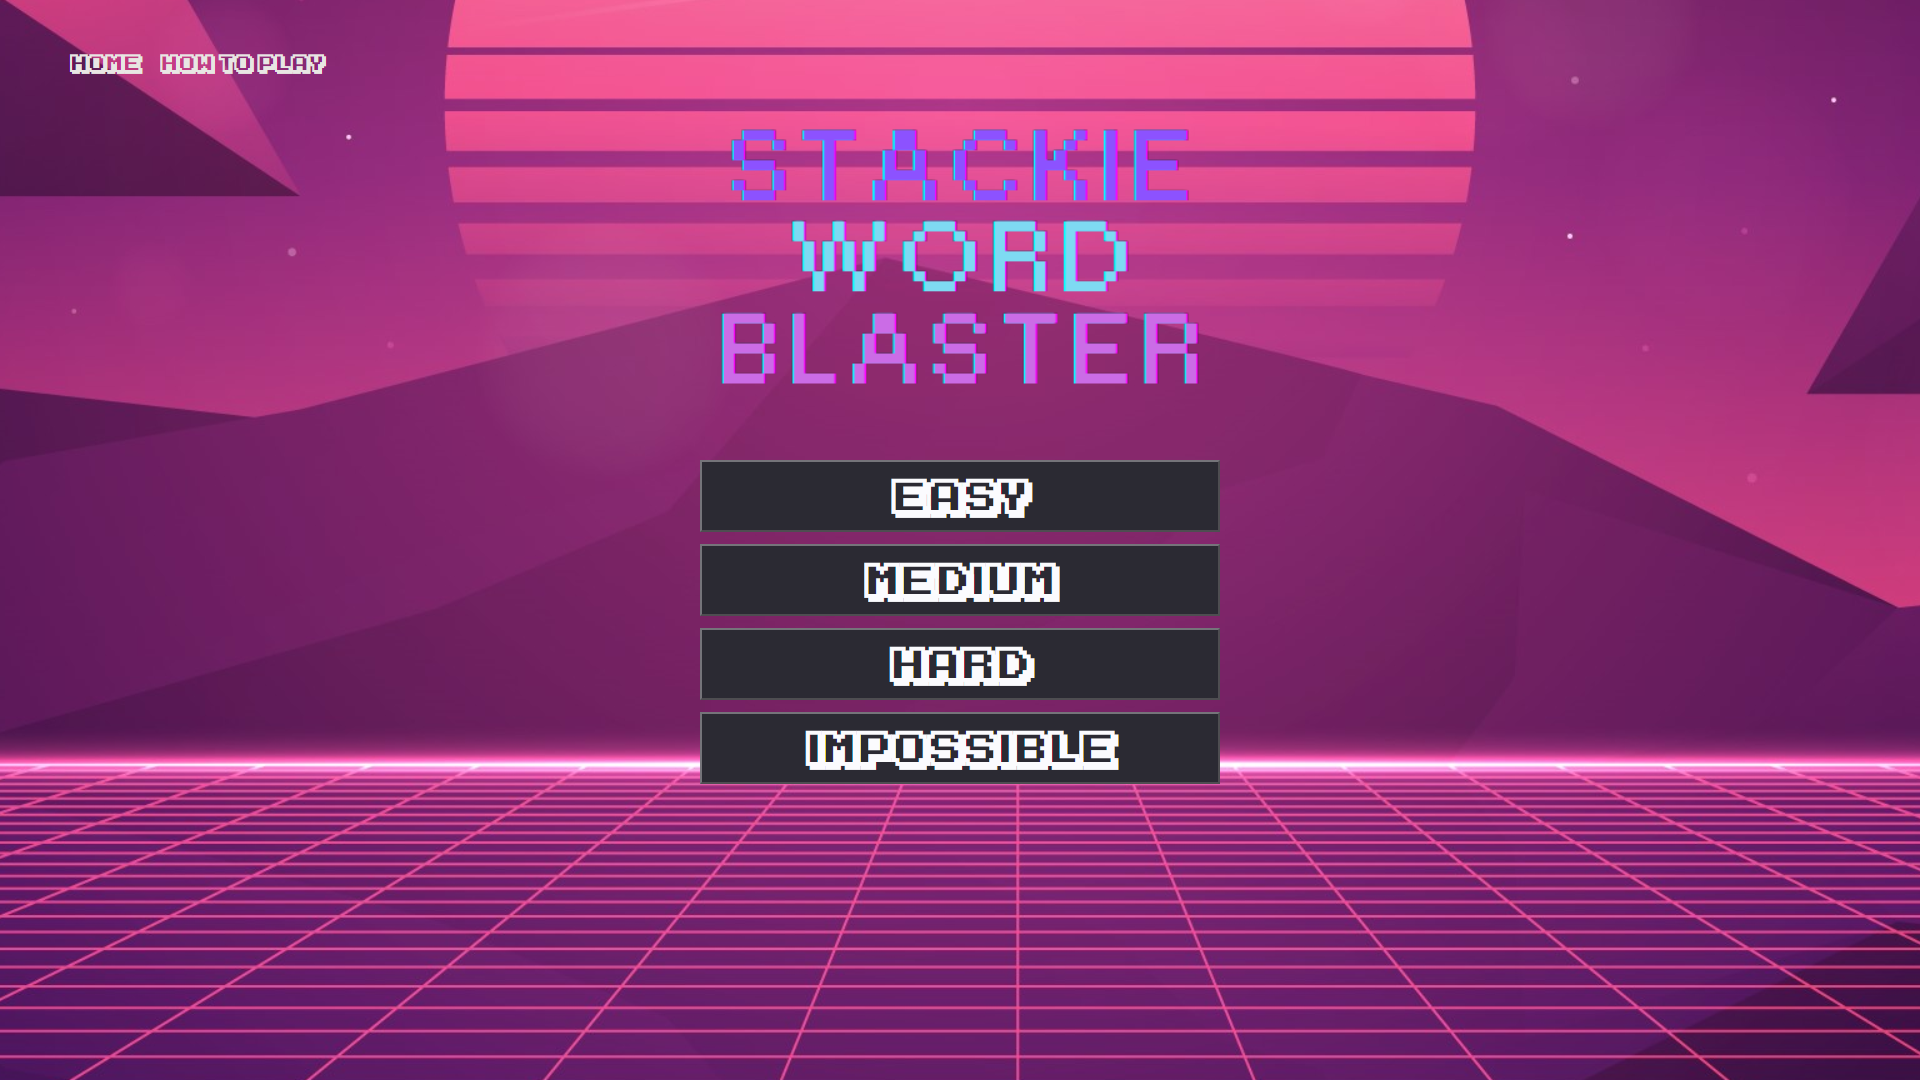 HOME HOW TO PLAY
STACKIE
WORD
BLASTER
EASY
MEDIUM
HARD
IMPOSSIBLE